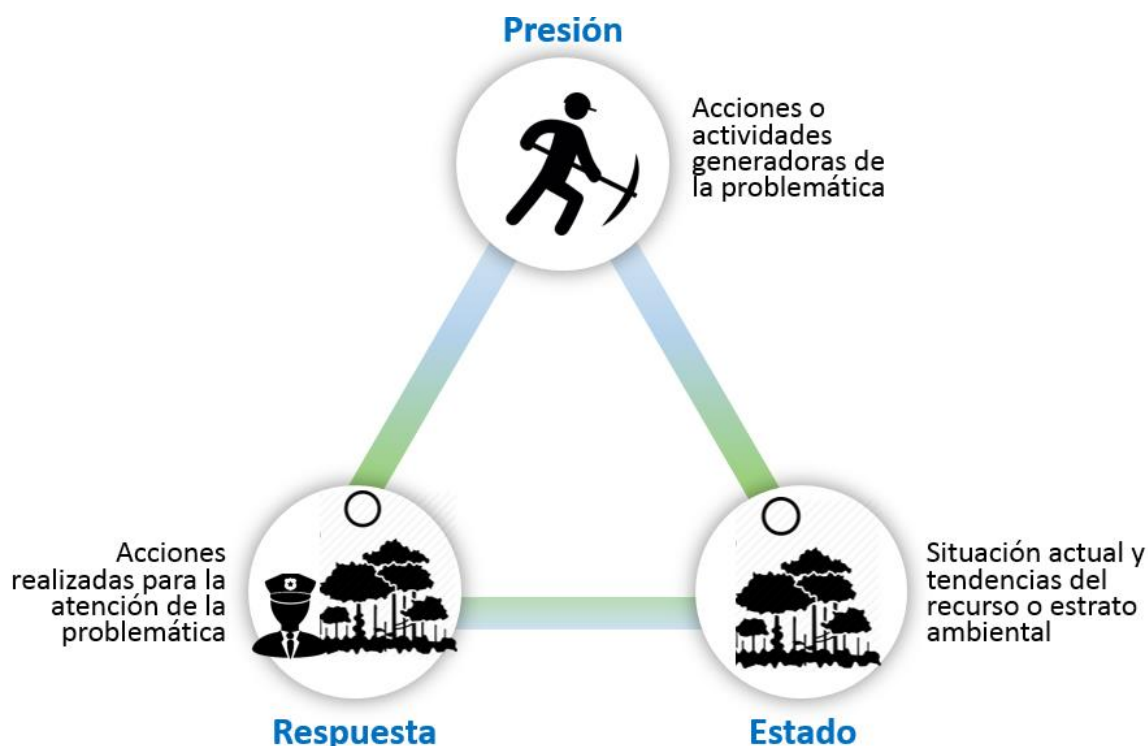 Presión
Acciones o
actividades
generadoras de
la problemática
Acciones
realizadas para la
atención de la
problemática
Situación actual y
tendencias del
recurso o estrato
ambiental
Respuesta
Estado